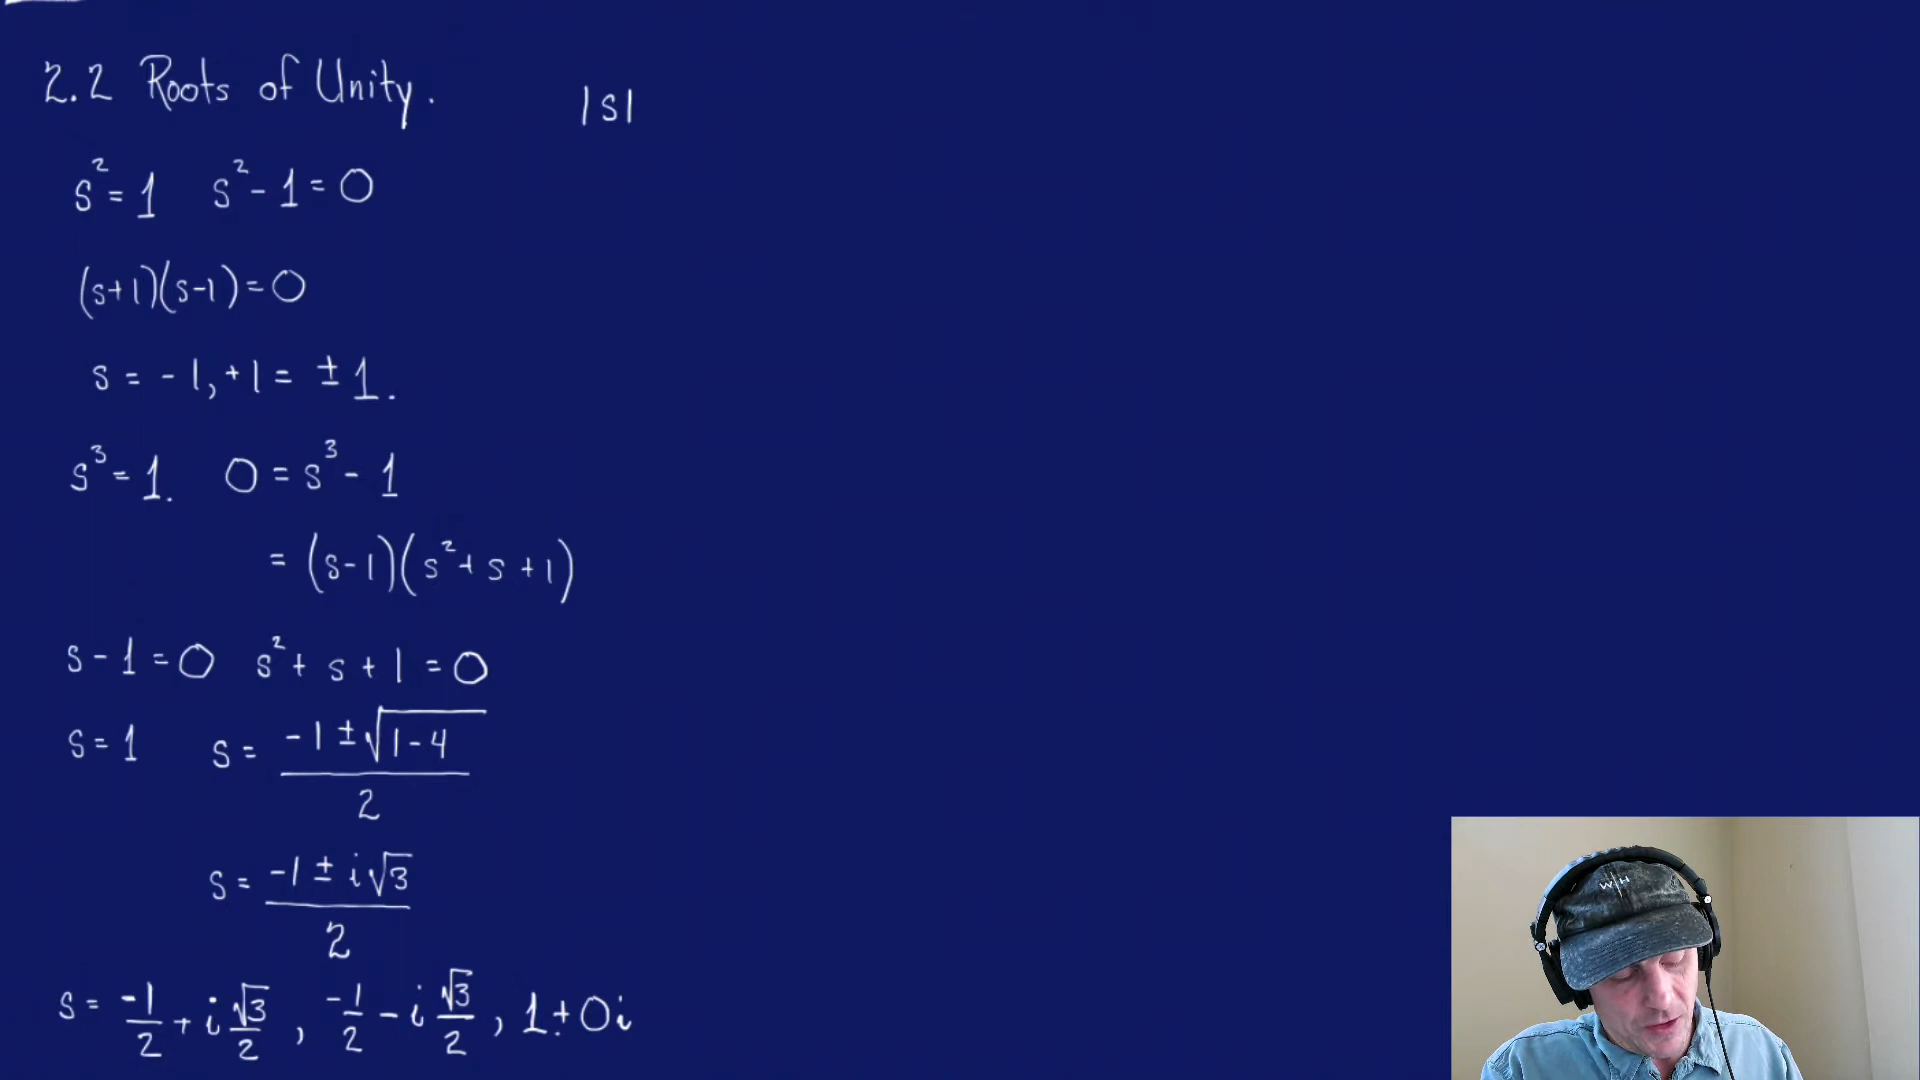 2.2 Roots of Unity.
|s|
s² = 1 s² - 1 = 0
(s+1)(s-1) = 0
s = -1, +1 = ± 1.
s³ = 1. 0 = s³ - 1
= (s-1)(s² + s + 1)
s - 1 = 0 s² + s + 1 = 0
s = 1 s = (-1 ± √(1-4))/2
s = (-1 ± i√3)/2
s = -1/2 + i √3/2, -1/2 - i √3/2, 1 + 0i
W H